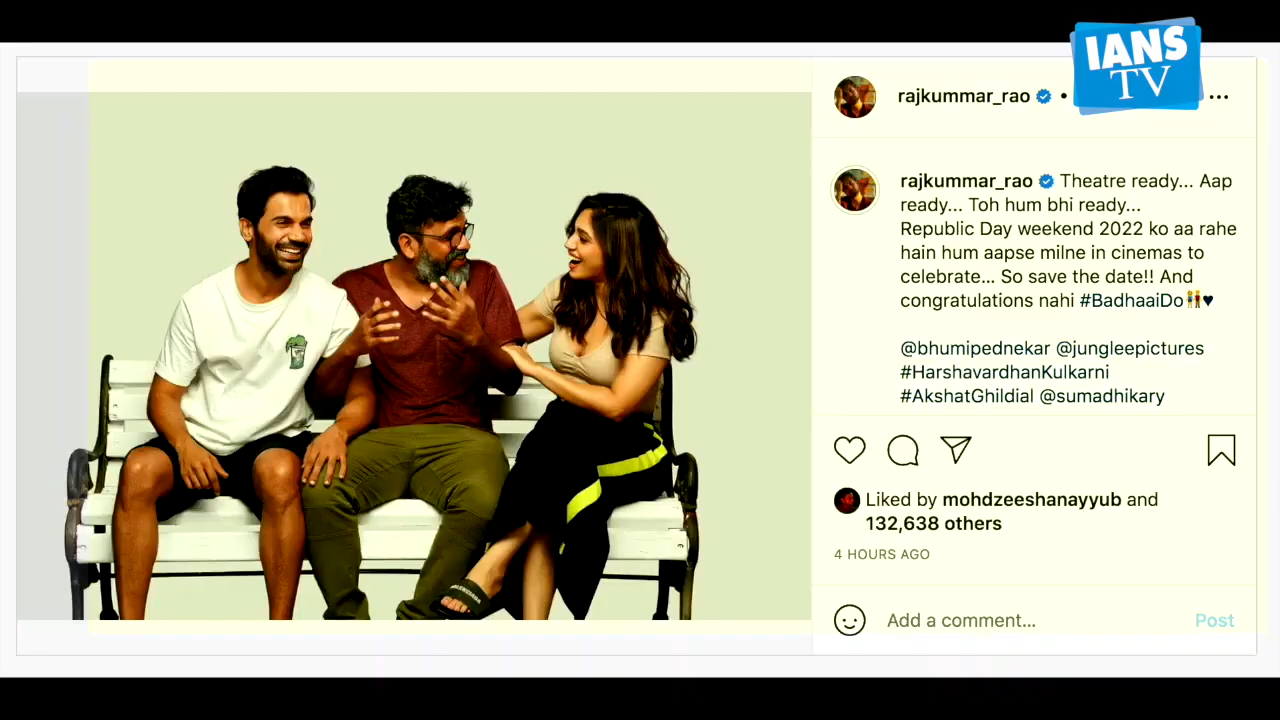 IANS
TV
rajkummar_rao •
rajkummar_rao Theatre ready... Aap
ready... Toh hum bhi ready...
Republic Day weekend 2022 ko aa rahe
hain hum aapse milne in cinemas to
celebrate... So save the date!! And
congratulations nahi #BadhaaiDo👬♥
@bhumipednekar @jungleepictures
#HarshavardhanKulkarni
#AkshatGhildial @sumadhikary
Liked by mohdzeeshanayyub and
132,638 others
4 HOURS AGO
Add a comment... Post